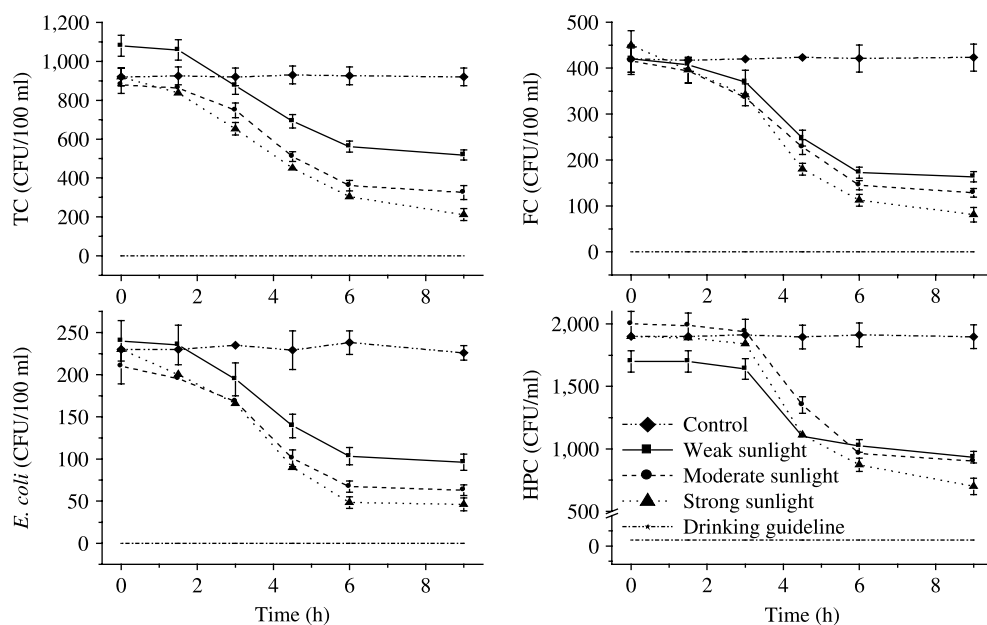 1,200
1,000
800
600
400
200
0
TC (CFU/100 ml)
0 2 4 6 8
500
400
300
200
100
0
FC (CFU/100 ml)
0 2 4 6 8
250
200
150
100
50
0
E. coli (CFU/100 ml)
0 2 4 6 8
Time (h)
2,000
1,500
1,000
500
0
HPC (CFU/ml)
Control
Weak sunlight
Moderate sunlight
Strong sunlight
Drinking guideline
0 2 4 6 8
Time (h)